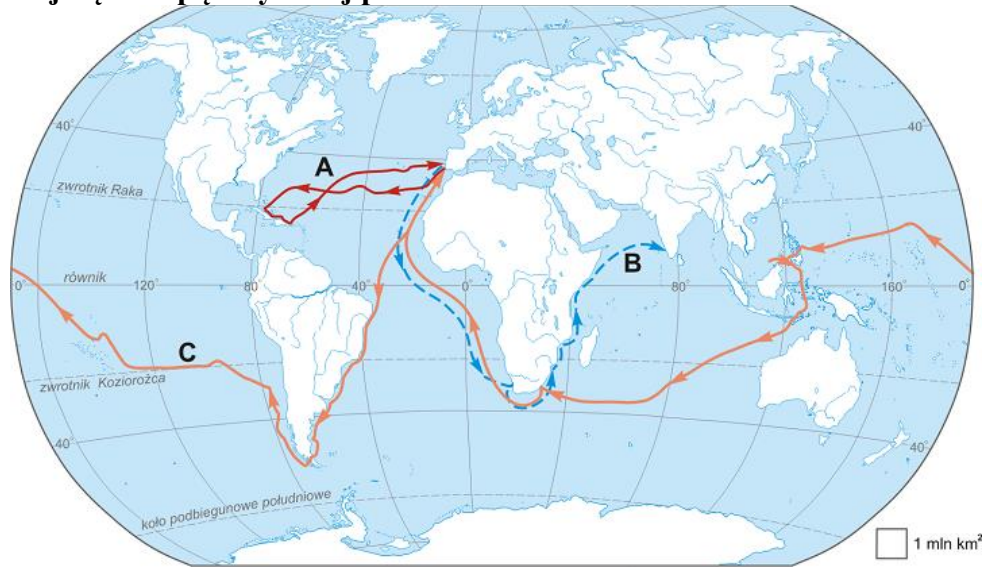 A
40°
40°
zwrotnik Raka
B
równik
0°
120°
80
40
0°
80
160°
0°
C
zwrotnik Koziorożca
40°
40°
koło podbiegunowe południowe
1 mln km²